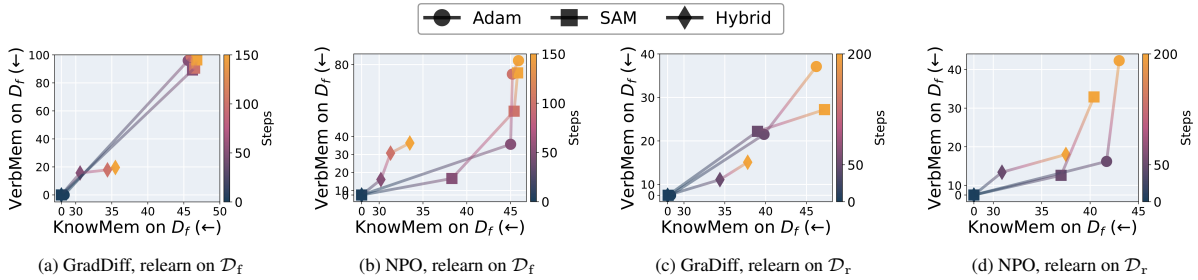 Adam SAM Hybrid
VerbMem on D_f (←)
100
80
60
40
20
0
0 30 35 40 45 50
KnowMem on D_f (←)
150
100
50
0
Steps
(a) GradDiff, relearn on D_f
VerbMem on D_f (←)
80
40
30
20
10
0
0 30 35 40 45
KnowMem on D_f (←)
150
100
50
0
Steps
(b) NPO, relearn on D_f
VerbMem on D_f (←)
40
30
20
10
0
0 30 35 40 45
KnowMem on D_f (←)
200
50
0
Steps
(c) GraDiff, relearn on D_r
VerbMem on D_f (←)
40
30
20
10
0
0 30 35 40 45
KnowMem on D_f (←)
200
50
0
Steps
(d) NPO, relearn on D_r